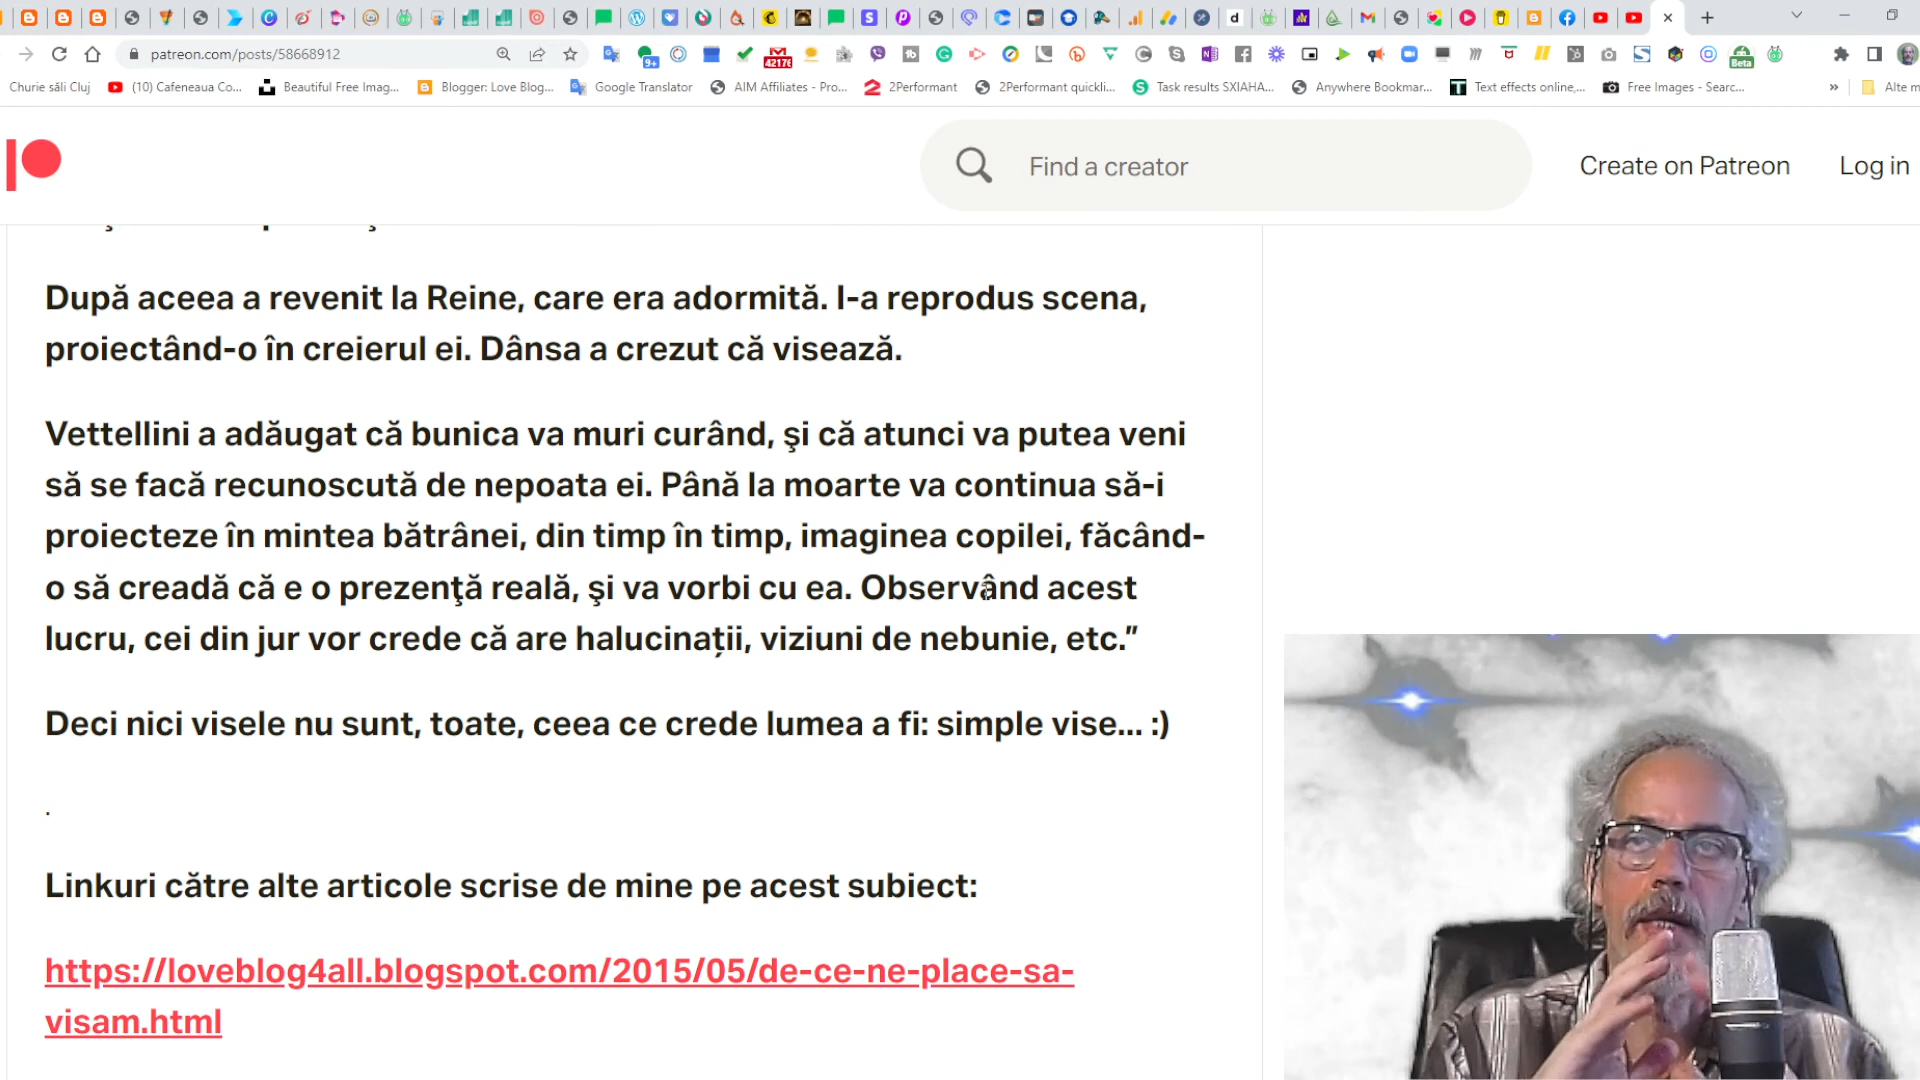 patreon.com/posts/58668912
9+
42176
Beta
Churie săli Cluj
(10) Cafeneaua Co...
Beautiful Free Imag...
Blogger: Love Blog...
Google Translator
AIM Affiliates - Pro...
2Performant
2Performant quickli...
Task results SXIAHA...
Anywhere Bookmar...
Text effects online,...
Free Images - Searc...
»
Alte m
Find a creator
Create on Patreon
Log in
După aceea a revenit la Reine, care era adormită. I-a reprodus scena,
proiectând-o în creierul ei. Dânsa a crezut că visează.
Vettellini a adăugat că bunica va muri curând, şi că atunci va putea veni
să se facă recunoscută de nepoata ei. Până la moarte va continua să-i
proiecteze în mintea bătrânei, din timp în timp, imaginea copilei, făcând-
o să creadă că e o prezenţă reală, şi va vorbi cu ea. Observând acest
lucru, cei din jur vor crede că are halucinații, viziuni de nebunie, etc.”
Deci nici visele nu sunt, toate, ceea ce crede lumea a fi: simple vise... :)
.
Linkuri către alte articole scrise de mine pe acest subiect:
https://loveblog4all.blogspot.com/2015/05/de-ce-ne-place-sa-
visam.html